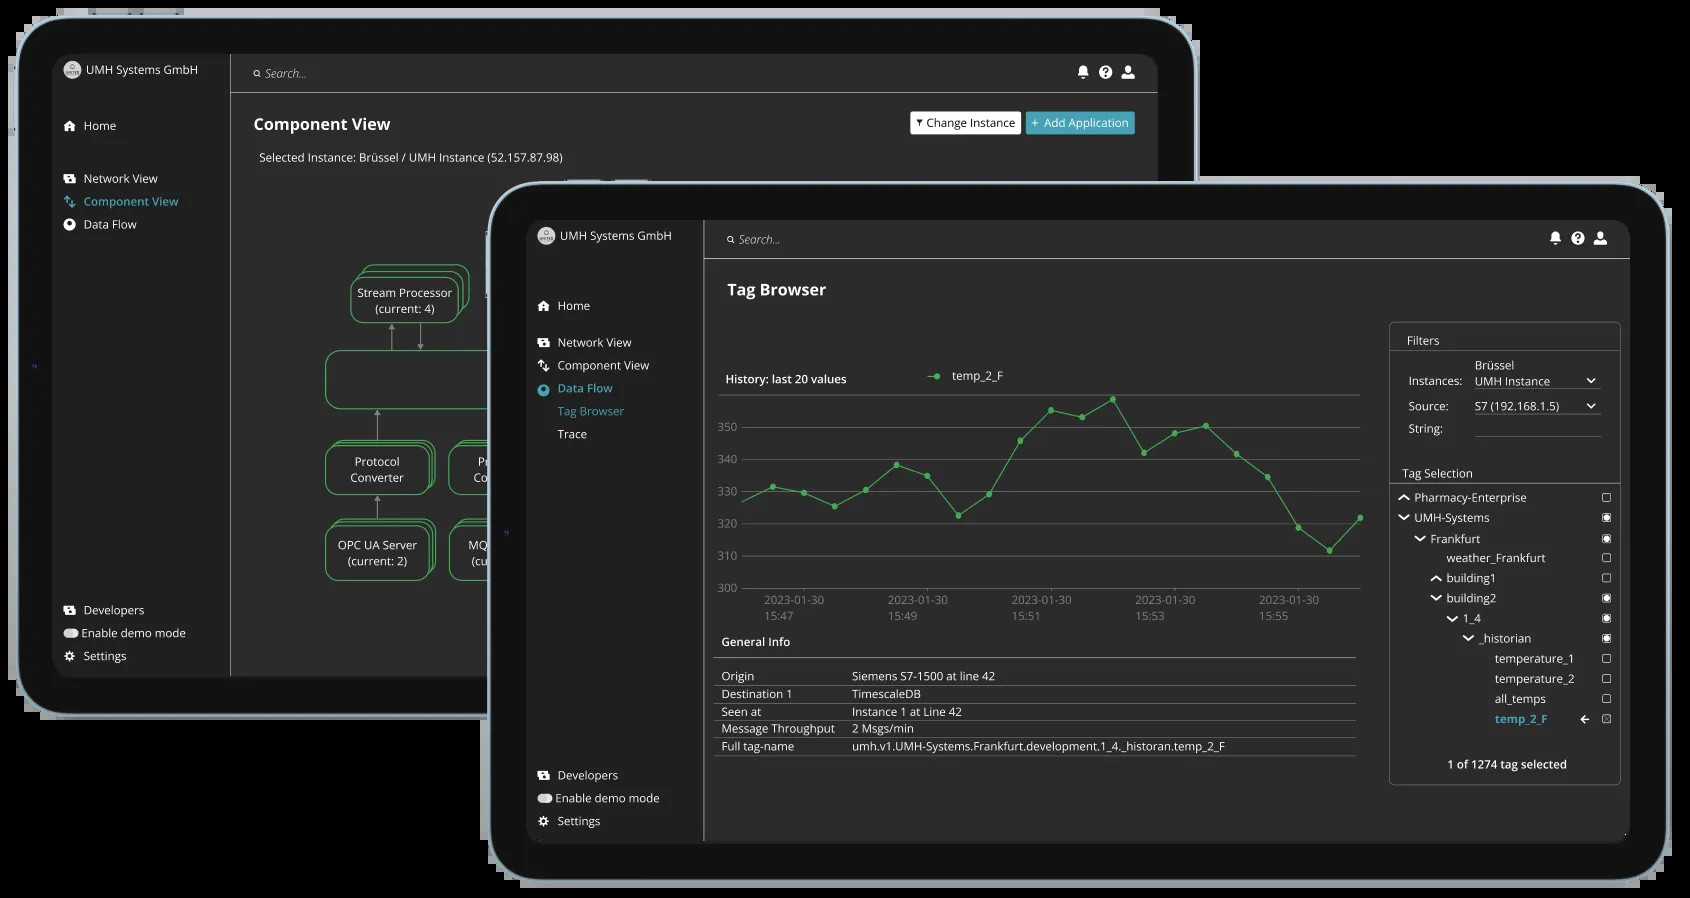 UMH Systems GmbH
Search...
Home
Network View
Component View
Data Flow
Developers
Enable demo mode
Settings
Component View
Change Instance
+ Add Application
Selected Instance: Brüssel / UMH Instance (52.157.87.98)
Stream Processor
(current: 4)
Protocol
Converter
OPC UA Server
(current: 2)
UMH Systems GmbH
Search...
Home
Network View
Component View
Data Flow
Tag Browser
Trace
Developers
Enable demo mode
Settings
Tag Browser
History: last 20 values
temp_2_F
350
340
330
320
310
300
2023-01-30 2023-01-30 2023-01-30 2023-01-30 2023-01-30
15:47 15:49 15:51 15:53 15:55
General Info
Origin Siemens S7-1500 at line 42
Destination 1 TimescaleDB
Seen at Instance 1 at Line 42
Message Throughput 2 Msgs/min
Full tag-name umh.v1.UMH-Systems.Frankfurt.development.1_4._historan.temp_2_F
Filters
Brüssel
Instances: UMH Instance
Source: S7 (192.168.1.5)
String:
Tag Selection
Pharmacy-Enterprise
UMH-Systems
Frankfurt
weather_Frankfurt
building1
building2
1_4
_historian
temperature_1
temperature_2
all_temps
temp_2_F
1 of 1274 tag selected